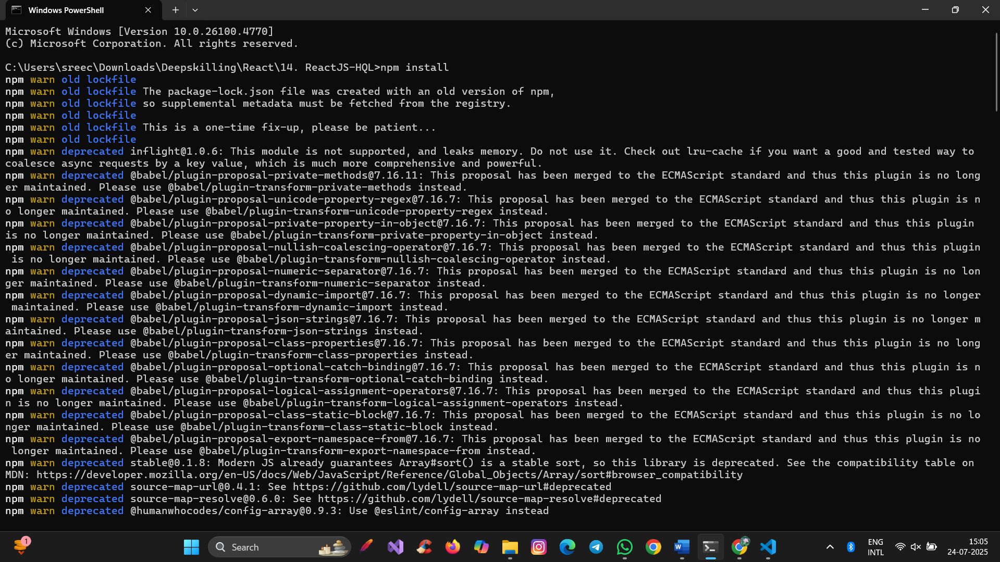 Windows PowerShell
Microsoft Windows [Version 10.0.26100.4770]
(c) Microsoft Corporation. All rights reserved.
C:\Users\sreec\Downloads\Deepskilling\React\14. ReactJS-HQL>npm install
npm warn old lockfile
npm warn old lockfile The package-lock.json file was created with an old version of npm,
npm warn old lockfile so supplemental metadata must be fetched from the registry.
npm warn old lockfile
npm warn old lockfile This is a one-time fix-up, please be patient...
npm warn old lockfile
npm warn deprecated inflight@1.0.6: This module is not supported, and leaks memory. Do not use it. Check out lru-cache if you want a good and tested way to
coalesce async requests by a key value, which is much more comprehensive and powerful.
npm warn deprecated @babel/plugin-proposal-private-methods@7.16.11: This proposal has been merged to the ECMAScript standard and thus this plugin is no long
er maintained. Please use @babel/plugin-transform-private-methods instead.
npm warn deprecated @babel/plugin-proposal-unicode-property-regex@7.16.7: This proposal has been merged to the ECMAScript standard and thus this plugin is n
o longer maintained. Please use @babel/plugin-transform-unicode-property-regex instead.
npm warn deprecated @babel/plugin-proposal-private-property-in-object@7.16.7: This proposal has been merged to the ECMAScript standard and thus this plugin
is no longer maintained. Please use @babel/plugin-transform-private-property-in-object instead.
npm warn deprecated @babel/plugin-proposal-nullish-coalescing-operator@7.16.7: This proposal has been merged to the ECMAScript standard and thus this plugin
 is no longer maintained. Please use @babel/plugin-transform-nullish-coalescing-operator instead.
npm warn deprecated @babel/plugin-proposal-numeric-separator@7.16.7: This proposal has been merged to the ECMAScript standard and thus this plugin is no lon
ger maintained. Please use @babel/plugin-transform-numeric-separator instead.
npm warn deprecated @babel/plugin-proposal-dynamic-import@7.16.7: This proposal has been merged to the ECMAScript standard and thus this plugin is no longer
 maintained. Please use @babel/plugin-transform-dynamic-import instead.
npm warn deprecated @babel/plugin-proposal-json-strings@7.16.7: This proposal has been merged to the ECMAScript standard and thus this plugin is no longer m
aintained. Please use @babel/plugin-transform-json-strings instead.
npm warn deprecated @babel/plugin-proposal-class-properties@7.16.7: This proposal has been merged to the ECMAScript standard and thus this plugin is no long
er maintained. Please use @babel/plugin-transform-class-properties instead.
npm warn deprecated @babel/plugin-proposal-optional-catch-binding@7.16.7: This proposal has been merged to the ECMAScript standard and thus this plugin is n
o longer maintained. Please use @babel/plugin-transform-optional-catch-binding instead.
npm warn deprecated @babel/plugin-proposal-logical-assignment-operators@7.16.7: This proposal has been merged to the ECMAScript standard and thus this plugi
n is no longer maintained. Please use @babel/plugin-transform-logical-assignment-operators instead.
npm warn deprecated @babel/plugin-proposal-class-static-block@7.16.7: This proposal has been merged to the ECMAScript standard and thus this plugin is no lo
nger maintained. Please use @babel/plugin-transform-class-static-block instead.
npm warn deprecated @babel/plugin-proposal-export-namespace-from@7.16.7: This proposal has been merged to the ECMAScript standard and thus this plugin is no
 longer maintained. Please use @babel/plugin-transform-export-namespace-from instead.
npm warn deprecated stable@0.1.8: Modern JS already guarantees Array#sort() is a stable sort, so this library is deprecated. See the compatibility table on
MDN: https://developer.mozilla.org/en-US/docs/Web/JavaScript/Reference/Global_Objects/Array/sort#browser_compatibility
npm warn deprecated source-map-url@0.4.1: See https://github.com/lydell/source-map-url#deprecated
npm warn deprecated source-map-resolve@0.6.0: See https://github.com/lydell/source-map-resolve#deprecated
npm warn deprecated @humanwhocodes/config-array@0.9.3: Use @eslint/config-array instead
1
Search
W
ENG
INTL
15:05
24-07-2025